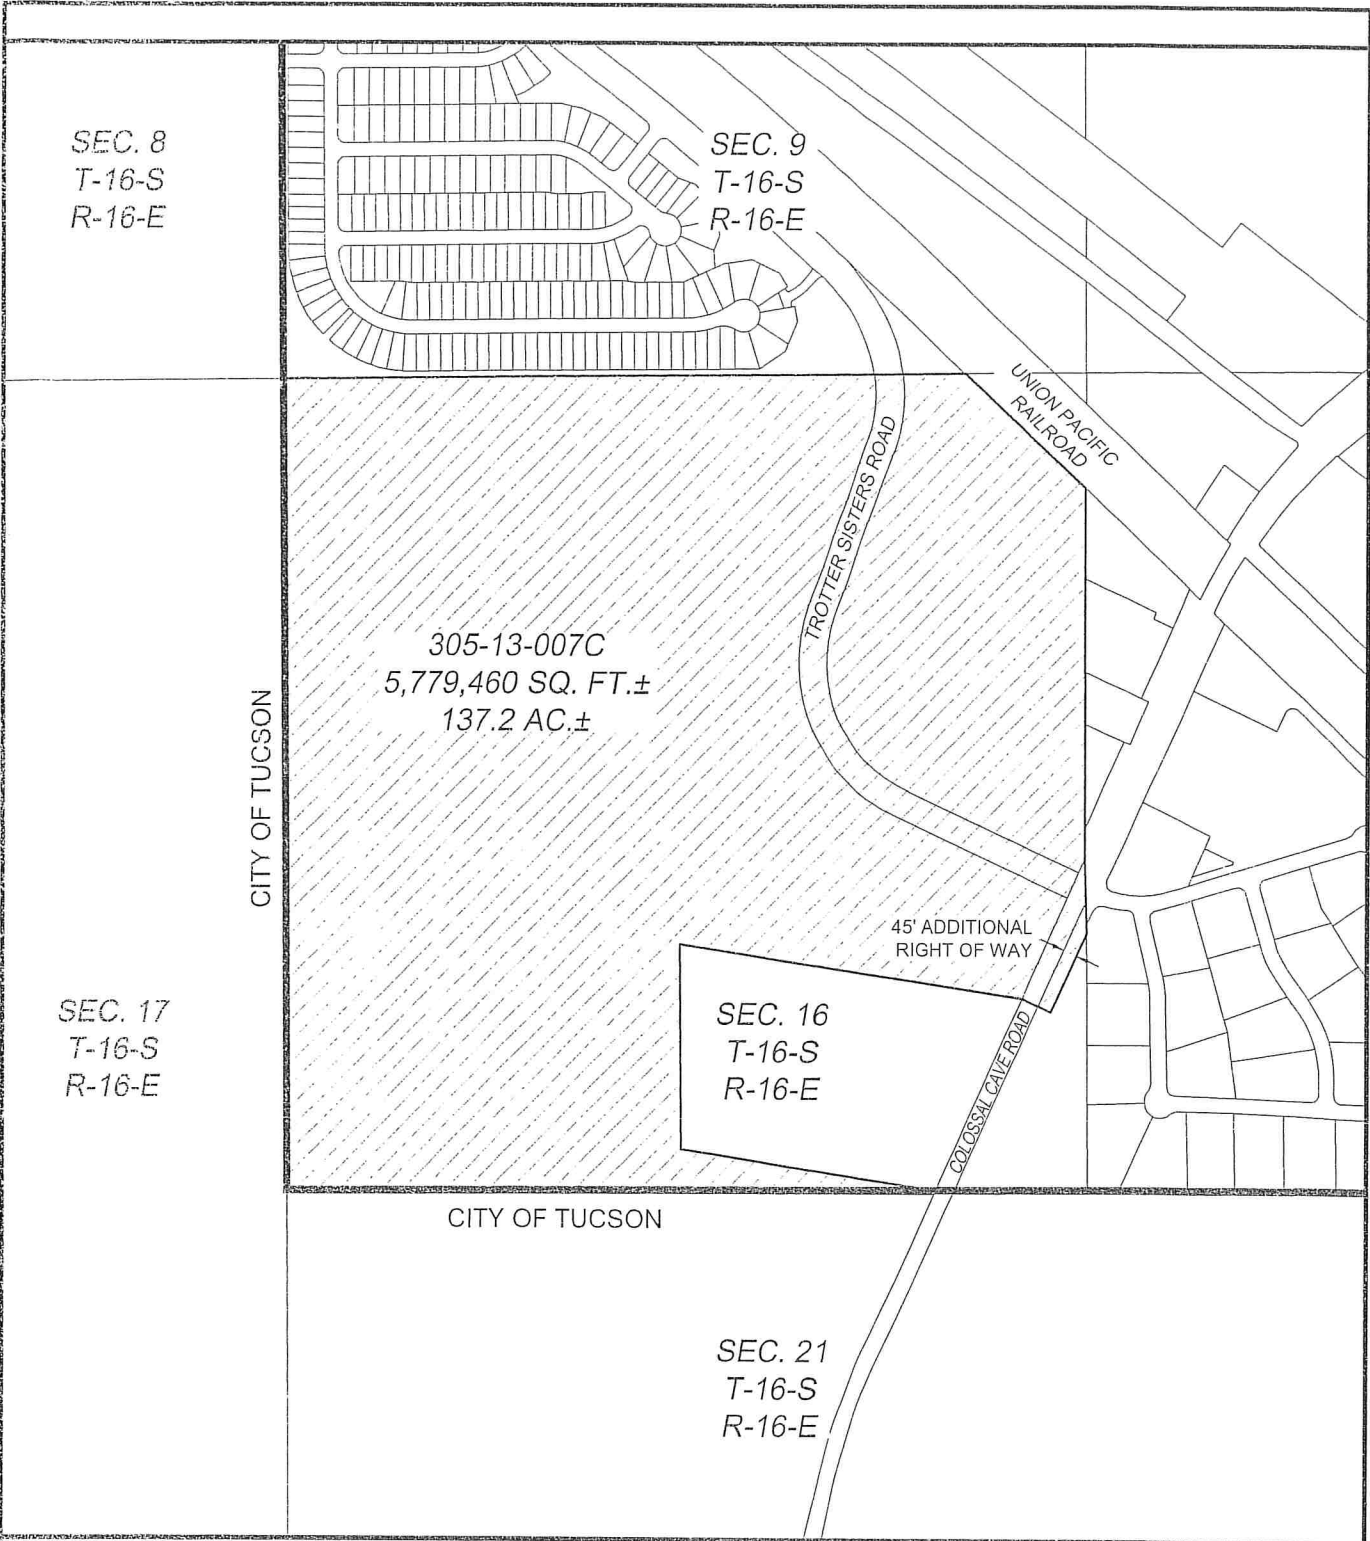 SEC. 8
T-16-S
R-16-E
SEC. 9
T-16-S
R-16-E
UNION PACIFIC
RAILROAD
TROTTER SISTERS ROAD
305-13-007C
5,779,460 SQ. FT.±
137.2 AC.±
CITY OF TUCSON
45' ADDITIONAL
RIGHT OF WAY
SEC. 17
T-16-S
R-16-E
SEC. 16
T-16-S
R-16-E
COLOSSAL CAVE ROAD
CITY OF TUCSON
SEC. 21
T-16-S
R-16-E